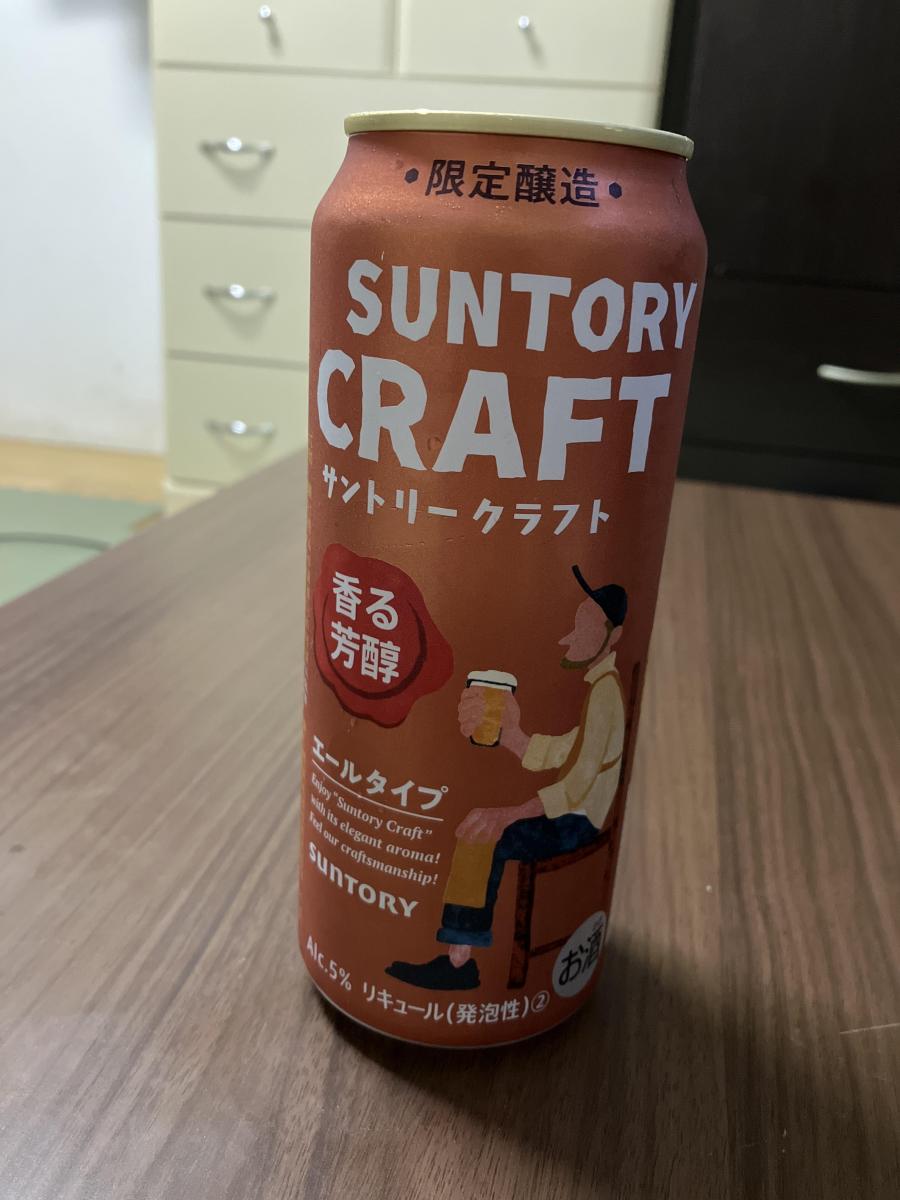 ・限定醸造・
SUNTORY
CRAFT
サントリー クラフト
香る
芳醇
エールタイプ
Enjoy "Suntory Craft"
with its elegant aroma!
Feel our craftsmanship!
SUNTORY
お酒
Alc.5% リキュール(発泡性)②